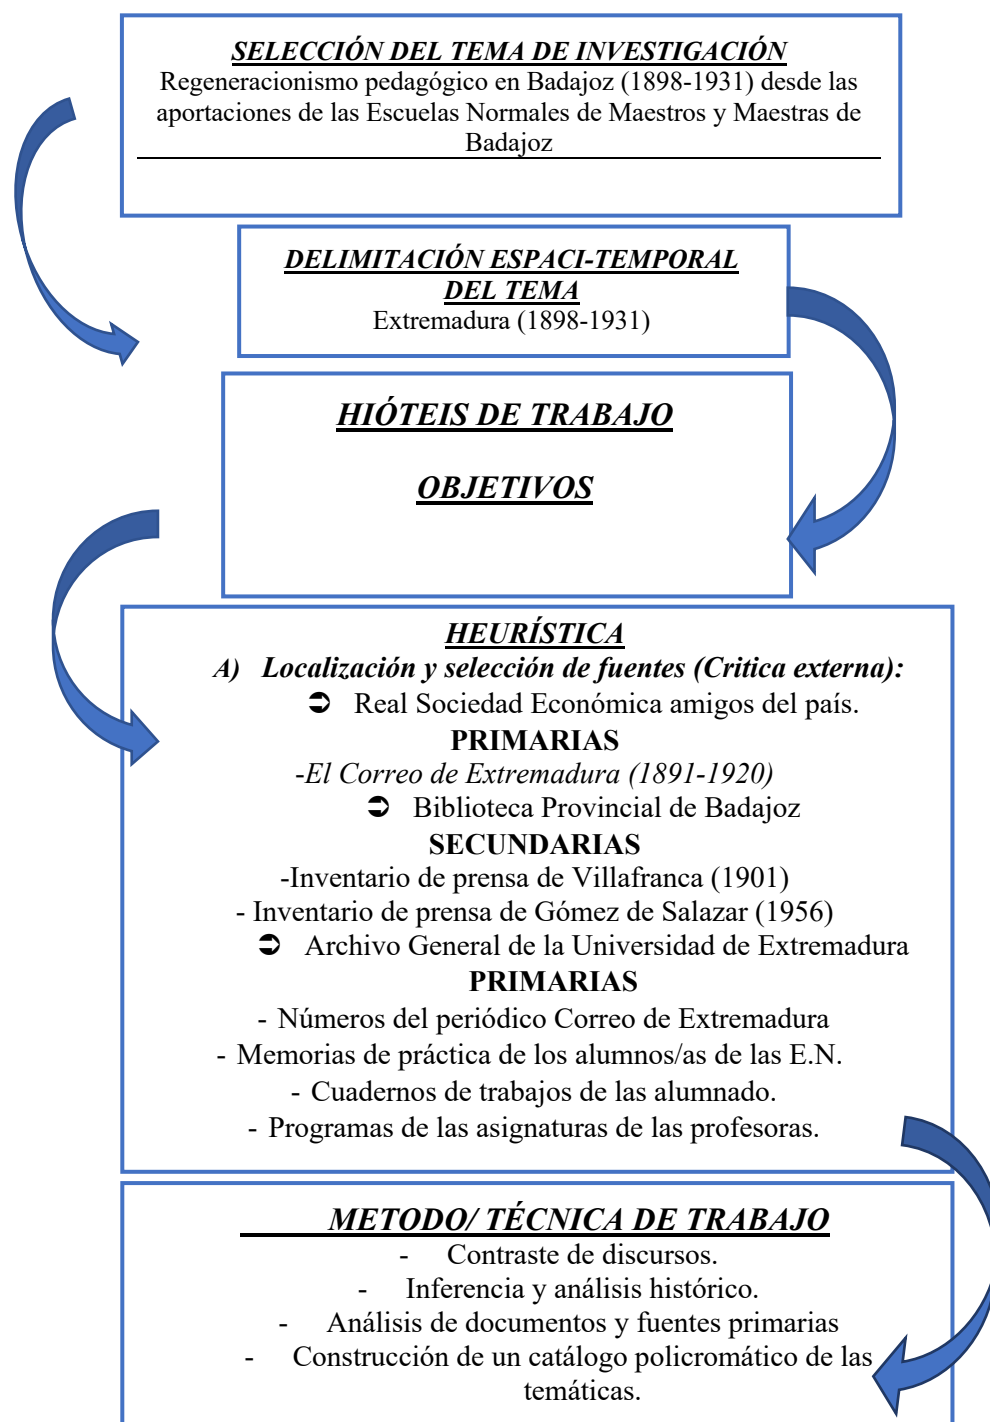 SELECCIÓN DEL TEMA DE INVESTIGACIÓN
Regeneracionismo pedagógico en Badajoz (1898-1931) desde las
aportaciones de las Escuelas Normales de Maestros y Maestras de
Badajoz
DELIMITACIÓN ESPACI-TEMPORAL
DEL TEMA
Extremadura (1898-1931)
HIÓTEIS DE TRABAJO
OBJETIVOS
HEURÍSTICA
A) Localización y selección de fuentes (Critica externa):
➲ Real Sociedad Económica amigos del país.
PRIMARIAS
-El Correo de Extremadura (1891-1920)
➲ Biblioteca Provincial de Badajoz
SECUNDARIAS
-Inventario de prensa de Villafranca (1901)
- Inventario de prensa de Gómez de Salazar (1956)
➲ Archivo General de la Universidad de Extremadura
PRIMARIAS
- Números del periódico Correo de Extremadura
- Memorias de práctica de los alumnos/as de las E.N.
- Cuadernos de trabajos de las alumnado.
- Programas de las asignaturas de las profesoras.
METODO/ TÉCNICA DE TRABAJO
- Contraste de discursos.
- Inferencia y análisis histórico.
- Análisis de documentos y fuentes primarias
- Construcción de un catálogo policromático de las
temáticas.